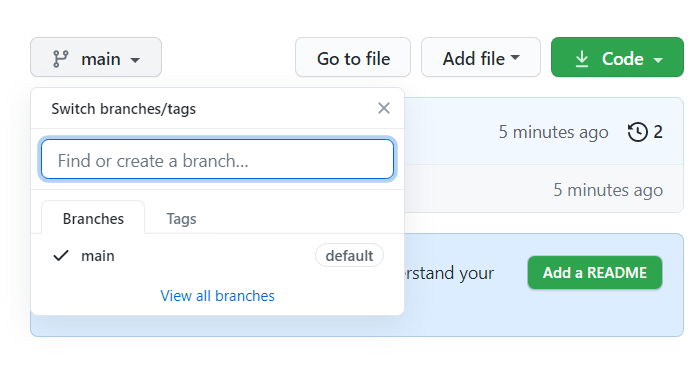 main
Go to file
Add file
Code
Switch branches/tags
5 minutes ago
2
Find or create a branch...
5 minutes ago
Branches
Tags
main
default
View all branches
erstand your
Add a README